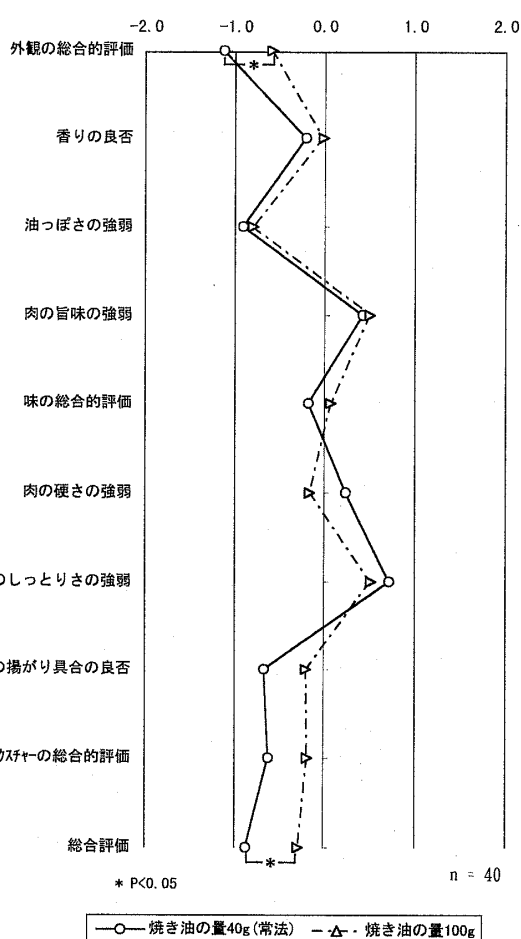 -2.0 -1.0 0.0 1.0 2.0
外観の総合的評価
*
香りの良否
油っぽさの強弱
肉の旨味の強弱
味の総合的評価
肉の硬さの強弱
のしっとりさの強弱
の揚がり具合の良否
クスチャーの総合的評価
総合評価
*
* P<0.05
n = 40
焼き油の量40g(常法) 焼き油の量100g